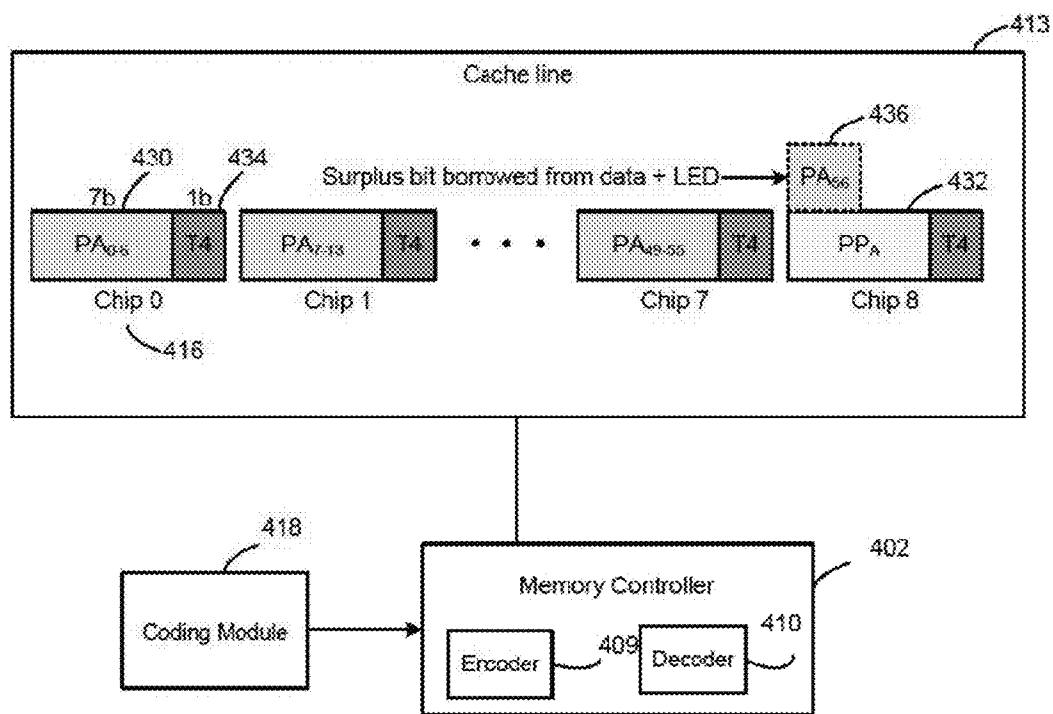 413
Cache line
436
430
434
Surplus bit borrowed from data + LED
PA₅₆
432
7b
1b
PA₀₋₆
T4
PA₇₋₁₃
T4
. . .
PA₄₉₋₅₅
T4
PPₐ
T4
Chip 0
Chip 1
Chip 7
Chip 8
416
418
402
Memory Controller
Coding Module
Encoder
409
Decoder
410